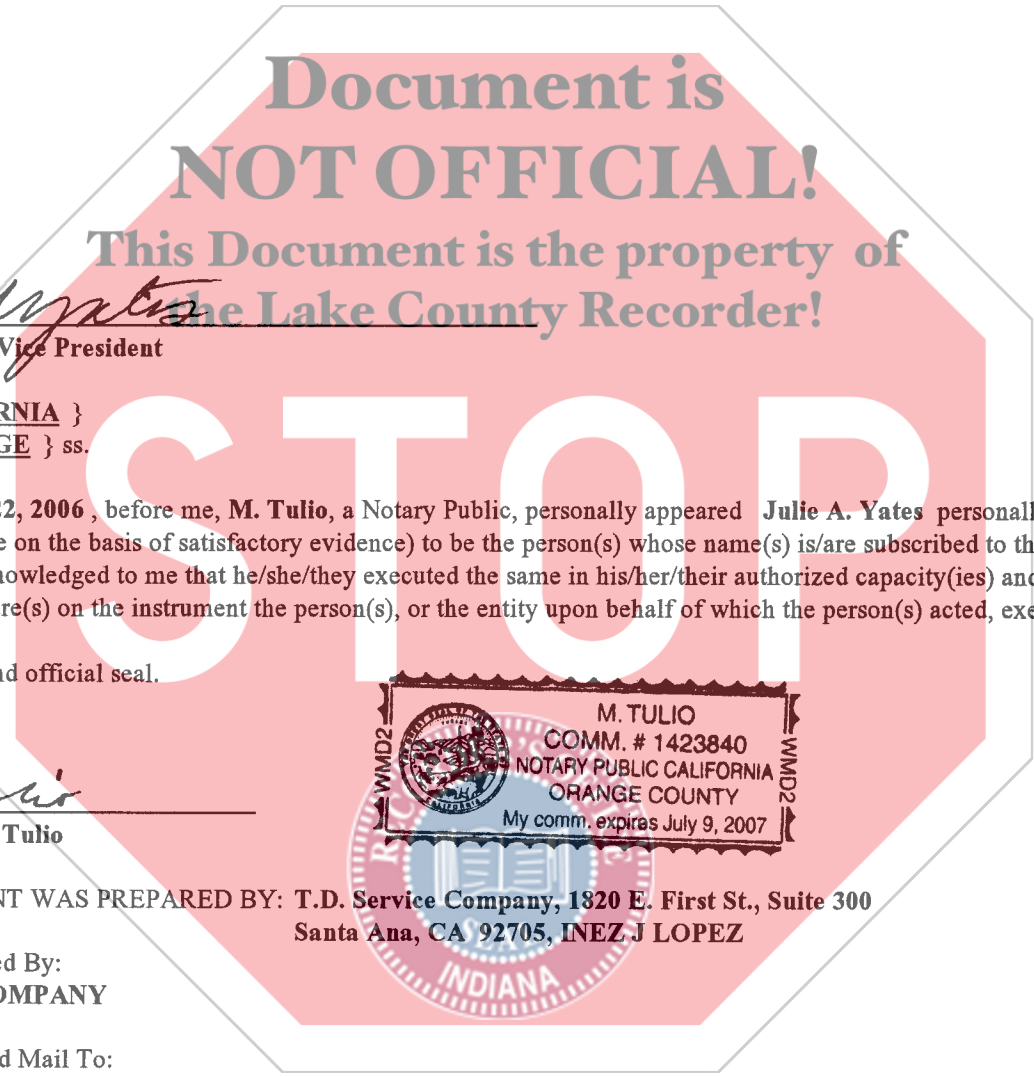 Document is
NOT OFFICIAL!
This Document is the property of
the Lake County Recorder!
Yates
Vice President
RNIA }
GE } ss.
STOP
22, 2006 , before me, M. Tulio, a Notary Public, personally appeared Julie A. Yates personall
e on the basis of satisfactory evidence) to be the person(s) whose name(s) is/are subscribed to th
nowledged to me that he/she/they executed the same in his/her/their authorized capacity(ies) and
re(s) on the instrument the person(s), or the entity upon behalf of which the person(s) acted, exe
nd official seal.
WMD2
M. TULIO
COMM. # 1423840
NOTARY PUBLIC CALIFORNIA
ORANGE COUNTY
My comm. expires July 9, 2007
WMD2
lio
Tulio
NT WAS PREPARED BY: T.D. Service Company, 1820 E. First St., Suite 300
Santa Ana, CA 92705, INEZ J LOPEZ
SEAL
INDIANA
ed By:
OMPANY
d Mail To: